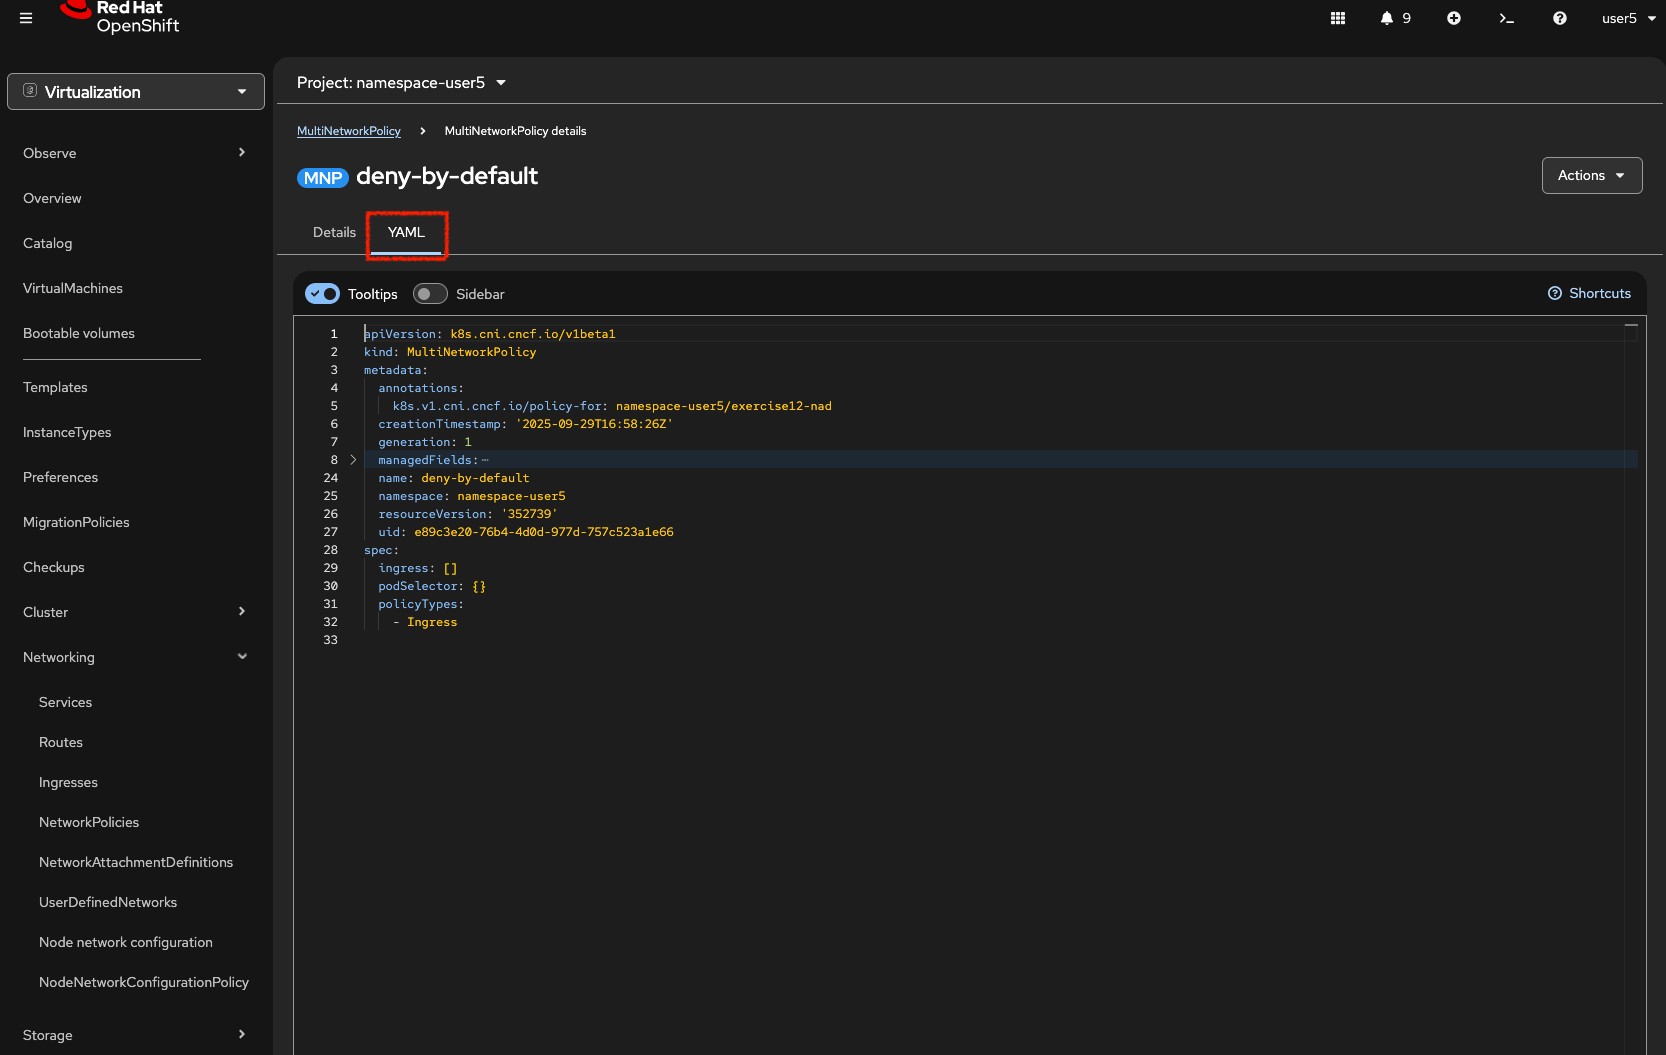 Red Hat
OpenShift
9
user5
Virtualization
Observe
Overview
Catalog
VirtualMachines
Bootable volumes
Templates
InstanceTypes
Preferences
MigrationPolicies
Checkups
Cluster
Networking
Services
Routes
Ingresses
NetworkPolicies
NetworkAttachmentDefinitions
UserDefinedNetworks
Node network configuration
NodeNetworkConfigurationPolicy
Storage
Project: namespace-user5
MultiNetworkPolicy > MultiNetworkPolicy details
MNP deny-by-default
Actions
Details YAML
Tooltips Sidebar
Shortcuts
1 apiVersion: k8s.cni.cncf.io/v1beta1
2 kind: MultiNetworkPolicy
3 metadata:
4 annotations:
5 k8s.v1.cni.cncf.io/policy-for: namespace-user5/exercise12-nad
6 creationTimestamp: '2025-09-29T16:58:26Z'
7 generation: 1
8 managedFields:⋯
24 name: deny-by-default
25 namespace: namespace-user5
26 resourceVersion: '352739'
27 uid: e89c3e20-76b4-4d0d-977d-757c523a1e66
28 spec:
29 ingress: []
30 podSelector: {}
31 policyTypes:
32 - Ingress
33